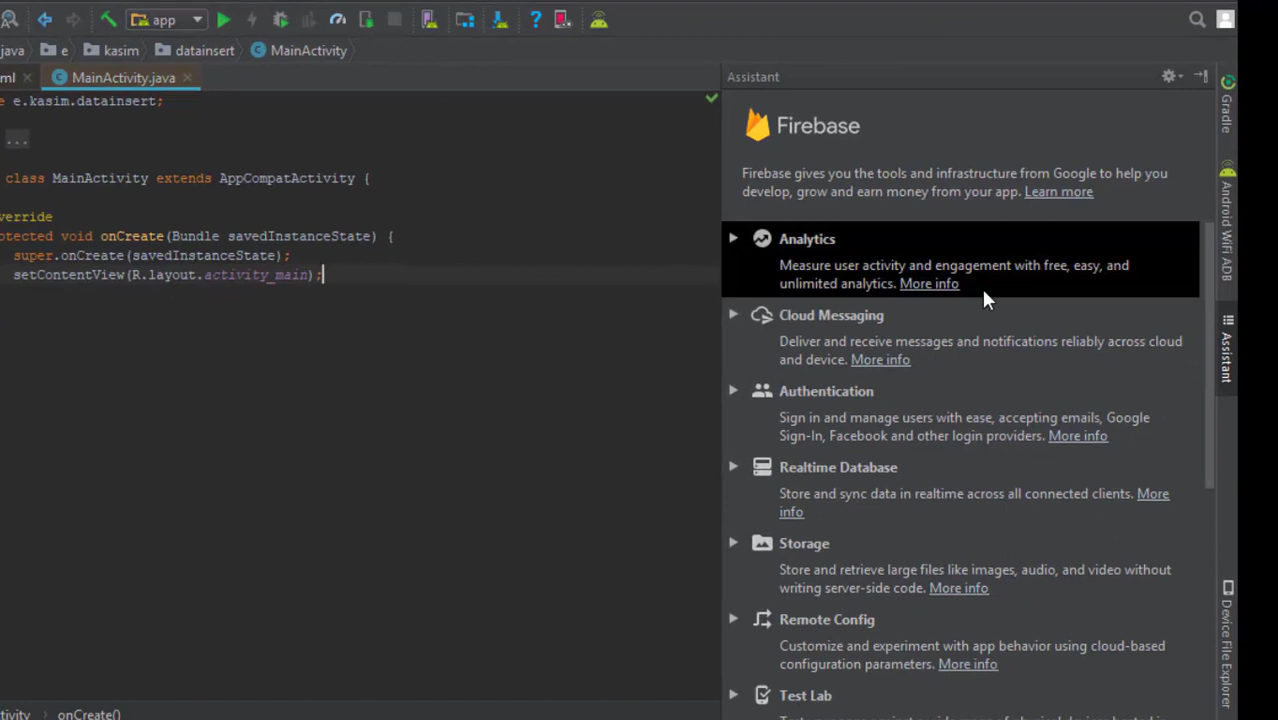 app
java e kasim datainsert MainActivity
ml MainActivity.java
e e.kasim.datainsert;
...
class MainActivity extends AppCompatActivity {
verride
otected void onCreate(Bundle savedInstanceState) {
super.onCreate(savedInstanceState);
setContentView(R.layout.activity_main);
tivity onCreate()
Assistant
Firebase
Firebase gives you the tools and infrastructure from Google to help you
develop, grow and earn money from your app. Learn more
Analytics
Measure user activity and engagement with free, easy, and
unlimited analytics. More info
Cloud Messaging
Deliver and receive messages and notifications reliably across cloud
and device. More info
Authentication
Sign in and manage users with ease, accepting emails, Google
Sign-In, Facebook and other login providers. More info
Realtime Database
Store and sync data in realtime across all connected clients. More
info
Storage
Store and retrieve large files like images, audio, and video without
writing server-side code. More info
Remote Config
Customize and experiment with app behavior using cloud-based
configuration parameters. More info
Test Lab
Gradle
Android WiFi ADB
Assistant
Device File Explorer